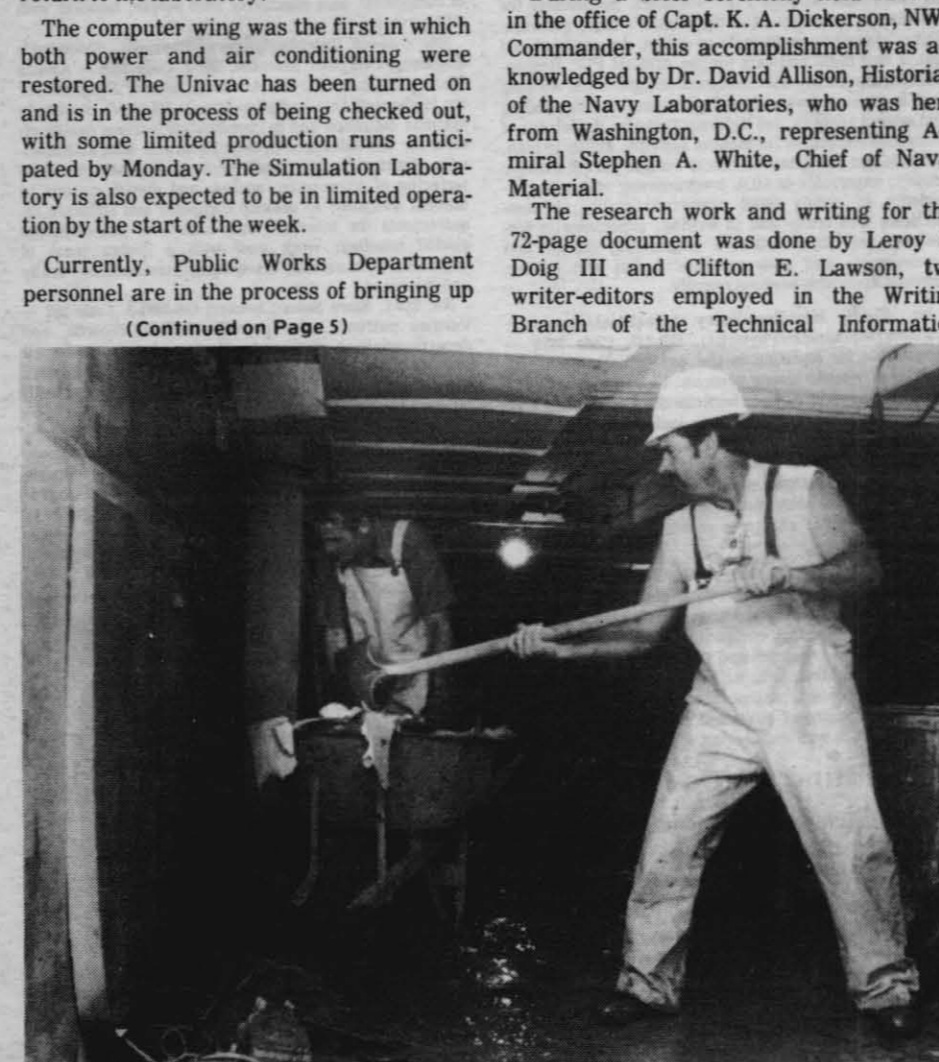 The computer wing was the first in which
both power and air conditioning were
restored. The Univac has been turned on
and is in the process of being checked out,
with some limited production runs antici-
pated by Monday. The Simulation Labora-
tory is also expected to be in limited opera-
tion by the start of the week.
Currently, Public Works Department
personnel are in the process of bringing up
(Continued on Page 5)
in the office of Capt. K. A. Dickerson, NW
Commander, this accomplishment was a
knowledged by Dr. David Allison, Historia
of the Navy Laboratories, who was her
from Washington, D.C., representing A
miral Stephen A. White, Chief of Nav
Material.
The research work and writing for th
72-page document was done by Leroy
Doig III and Clifton E. Lawson, tw
writer-editors employed in the Writin
Branch of the Technical Informatio